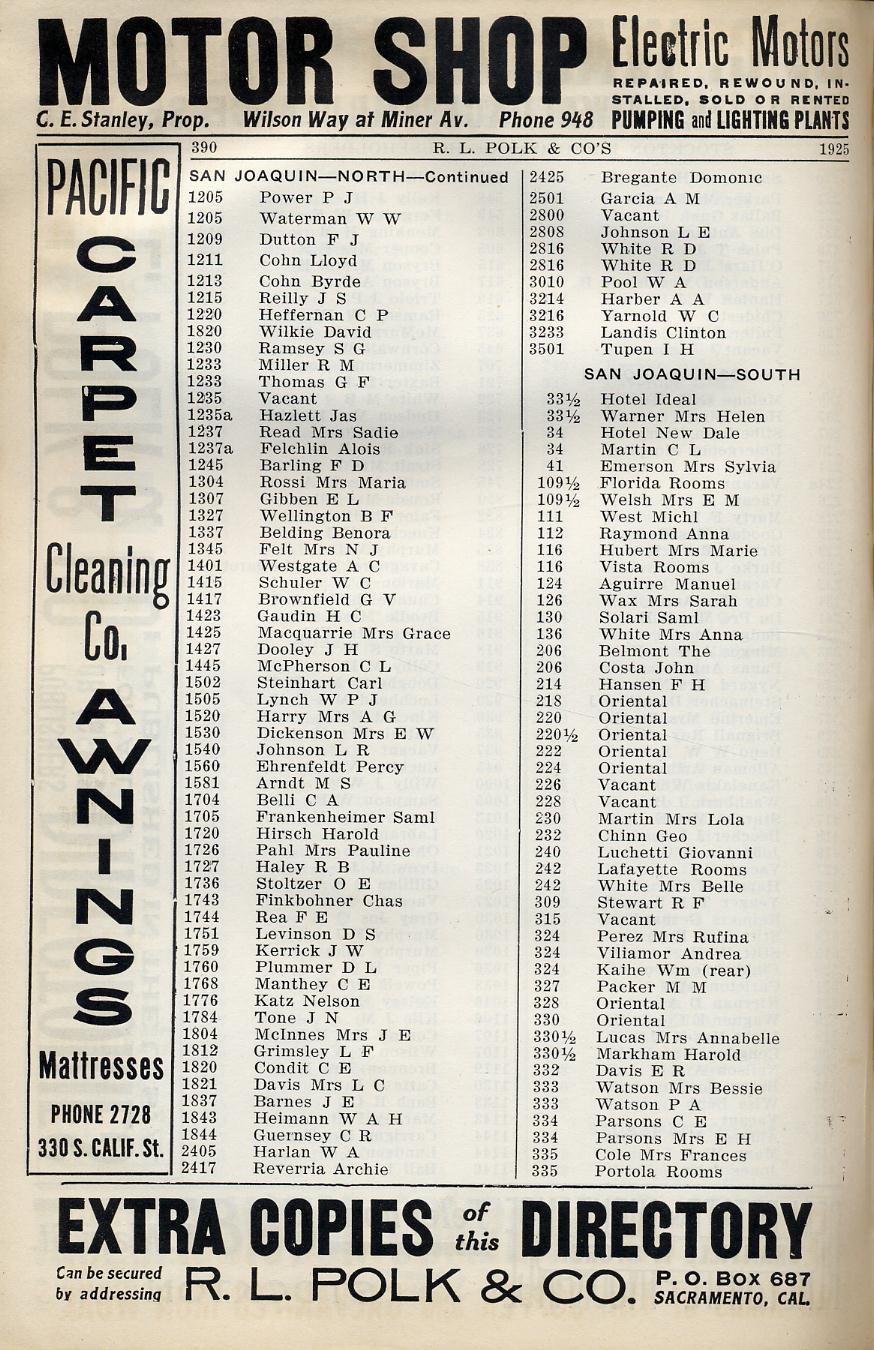 MOTOR SHOP
Electric Motors
REPAIRED, REWOUND, IN-
STALLED, SOLD OR RENTED
PUMPING and LIGHTING PLANTS
C. E. Stanley, Prop. Wilson Way at Miner Av. Phone 948
390 R. L. POLK & CO'S 1925
PACIFIC
CARPET
Cleaning
Co.
AWNINGS
Mattresses
PHONE 2728
330 S. CALIF. St.
SAN JOAQUIN—NORTH—Continued
1205 Power P J
1205 Waterman W W
1209 Dutton F J
1211 Cohn Lloyd
1213 Cohn Byrde
1215 Reilly J S
1220 Heffernan C P
1820 Wilkie David
1230 Ramsey S G
1233 Miller R M
1233 Thomas G F
1235 Vacant
1235a Hazlett Jas
1237 Read Mrs Sadie
1237a Felchlin Alois
1245 Barling F D
1304 Rossi Mrs Maria
1307 Gibben E L
1327 Wellington B F
1337 Belding Benora
1345 Felt Mrs N J
1401 Westgate A C
1415 Schuler W C
1417 Brownfield G V
1423 Gaudin H C
1425 Macquarrie Mrs Grace
1427 Dooley J H
1445 McPherson C L
1502 Steinhart Carl
1505 Lynch W P J
1520 Harry Mrs A G
1530 Dickenson Mrs E W
1540 Johnson L R
1560 Ehrenfeldt Percy
1581 Arndt M S
1704 Belli C A
1705 Frankenheimer Saml
1720 Hirsch Harold
1726 Pahl Mrs Pauline
1727 Haley R B
1736 Stoltzer O E
1743 Finkbohner Chas
1744 Rea F E
1751 Levinson D S
1759 Kerrick J W
1760 Plummer D L
1768 Manthey C E
1776 Katz Nelson
1784 Tone J N
1804 McInnes Mrs J E
1812 Grimsley L F
1820 Condit C E
1821 Davis Mrs L C
1837 Barnes J E
1843 Heimann W A H
1844 Guernsey C R
2405 Harlan W A
2417 Reverria Archie
2425 Bregante Domonic
2501 Garcia A M
2800 Vacant
2808 Johnson L E
2816 White R D
2816 White R D
3010 Pool W A
3214 Harber A A
3216 Yarnold W C
3233 Landis Clinton
3501 Tupen I H
SAN JOAQUIN—SOUTH
33½ Hotel Ideal
33½ Warner Mrs Helen
34 Hotel New Dale
34 Martin C L
41 Emerson Mrs Sylvia
109½ Florida Rooms
109½ Welsh Mrs E M
111 West Michl
112 Raymond Anna
116 Hubert Mrs Marie
116 Vista Rooms
124 Aguirre Manuel
126 Wax Mrs Sarah
130 Solari Saml
136 White Mrs Anna
206 Belmont The
206 Costa John
214 Hansen F H
218 Oriental
220 Oriental
220½ Oriental
222 Oriental
224 Oriental
226 Vacant
228 Vacant
230 Martin Mrs Lola
232 Chinn Geo
240 Luchetti Giovanni
242 Lafayette Rooms
242 White Mrs Belle
309 Stewart R F
315 Vacant
324 Perez Mrs Rufina
324 Viliamor Andrea
324 Kaihe Wm (rear)
327 Packer M M
328 Oriental
330 Oriental
330½ Lucas Mrs Annabelle
330½ Markham Harold
332 Davis E R
333 Watson Mrs Bessie
333 Watson P A
334 Parsons C E
334 Parsons Mrs E H
335 Cole Mrs Frances
335 Portola Rooms
EXTRA COPIES of this DIRECTORY
Can be secured
by addressing
R. L. POLK & CO.
P. O. BOX 687
SACRAMENTO, CAL.